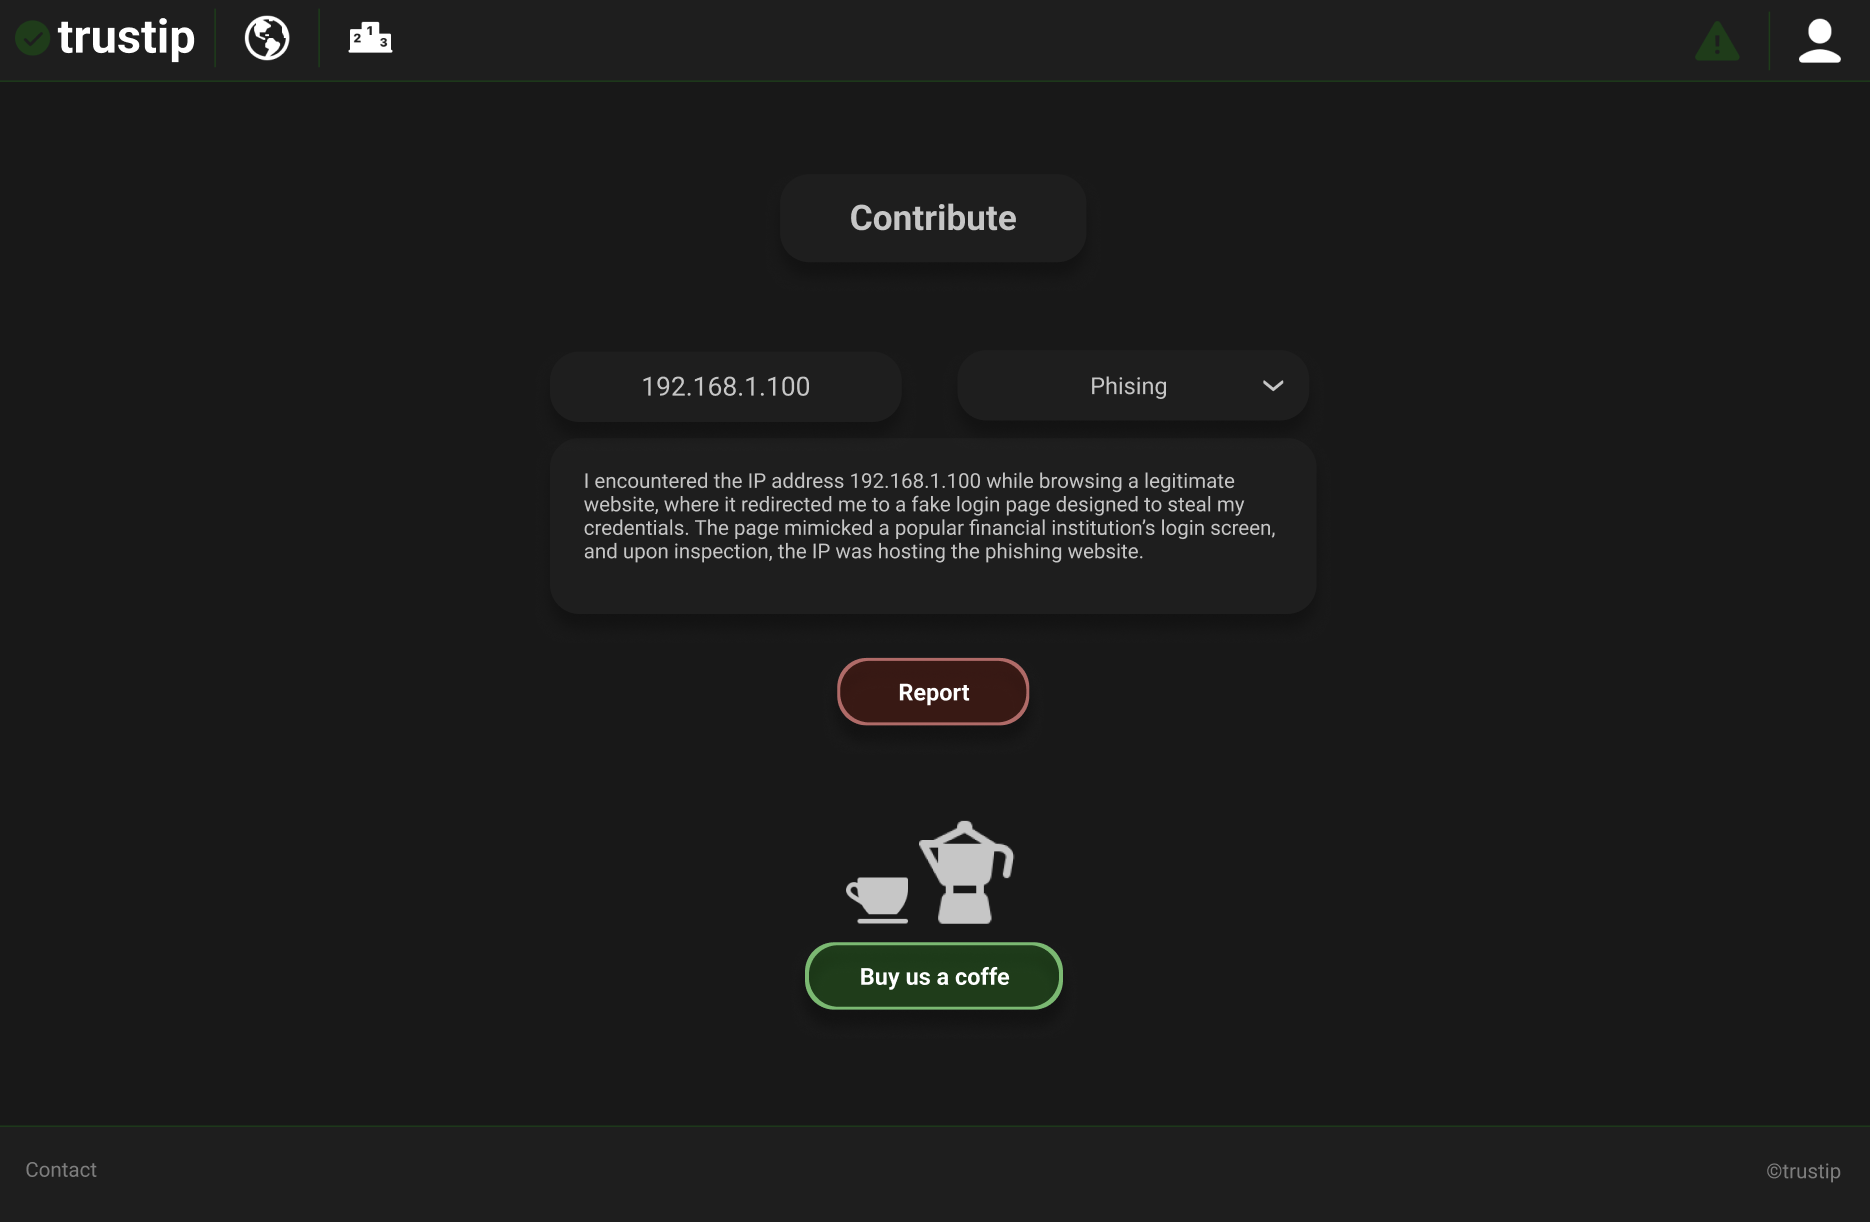 trustip
2 1 3
Contribute
192.168.1.100
Phising
I encountered the IP address 192.168.1.100 while browsing a legitimate
website, where it redirected me to a fake login page designed to steal my
credentials. The page mimicked a popular financial institution’s login screen,
and upon inspection, the IP was hosting the phishing website.
Report
Buy us a coffe
Contact
©trustip